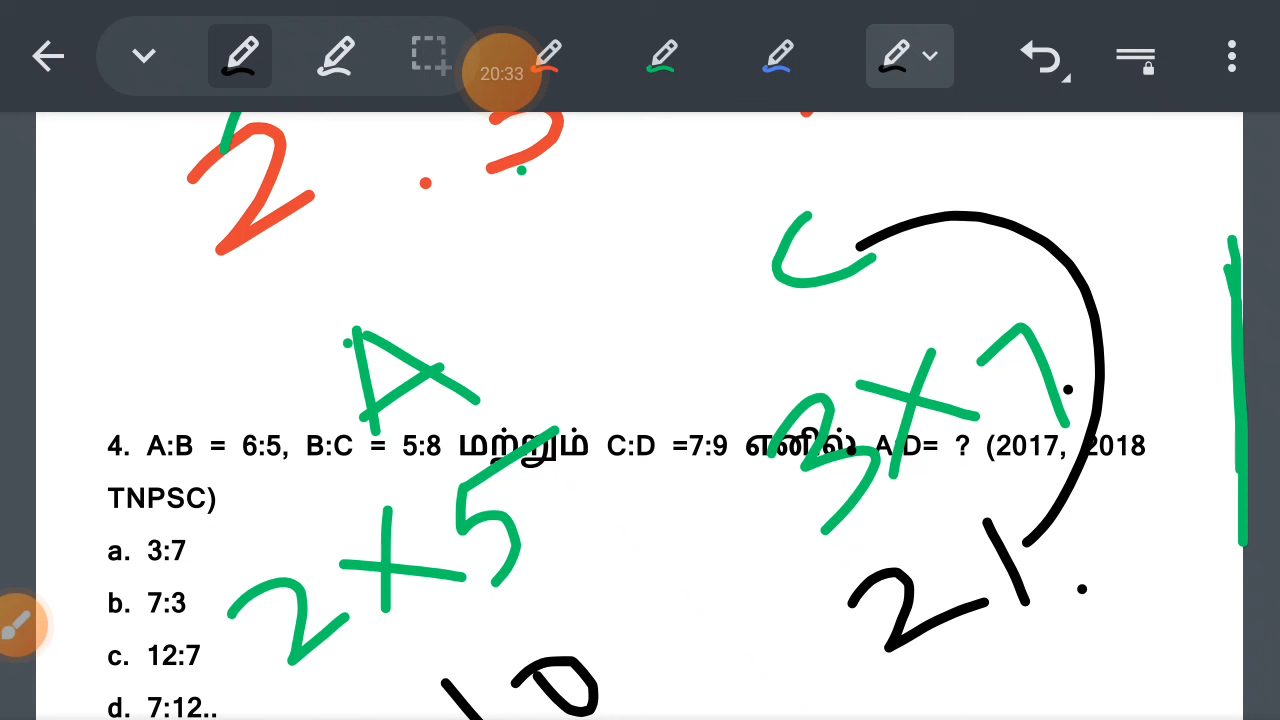 20:33
2 : 3
C
A
3 × 7
4. A:B = 6:5, B:C = 5:8 மற்றும் C:D =7:9 எனில் A:D= ? (2017, 2018
TNPSC)
2 × 5
21
a. 3:7
b. 7:3
c. 12:7
10
d. 7:12..